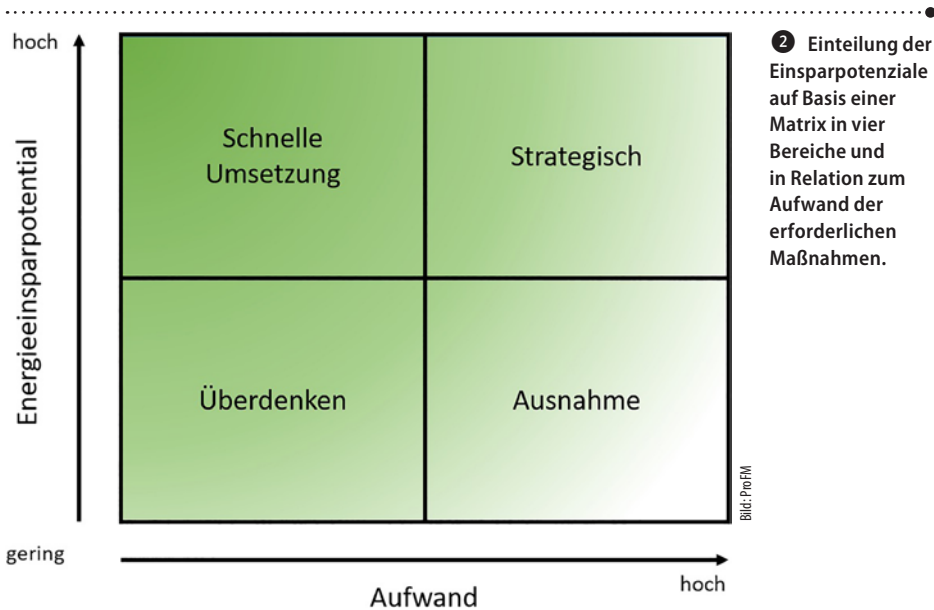 hoch
Energieeinsparpotential
Schnelle
Umsetzung
Strategisch
Überdenken
Ausnahme
gering
hoch
Aufwand
Bild: ProFM
2 Einteilung der
Einsparpotenziale
auf Basis einer
Matrix in vier
Bereiche und
in Relation zum
Aufwand der
erforderlichen
Maßnahmen.